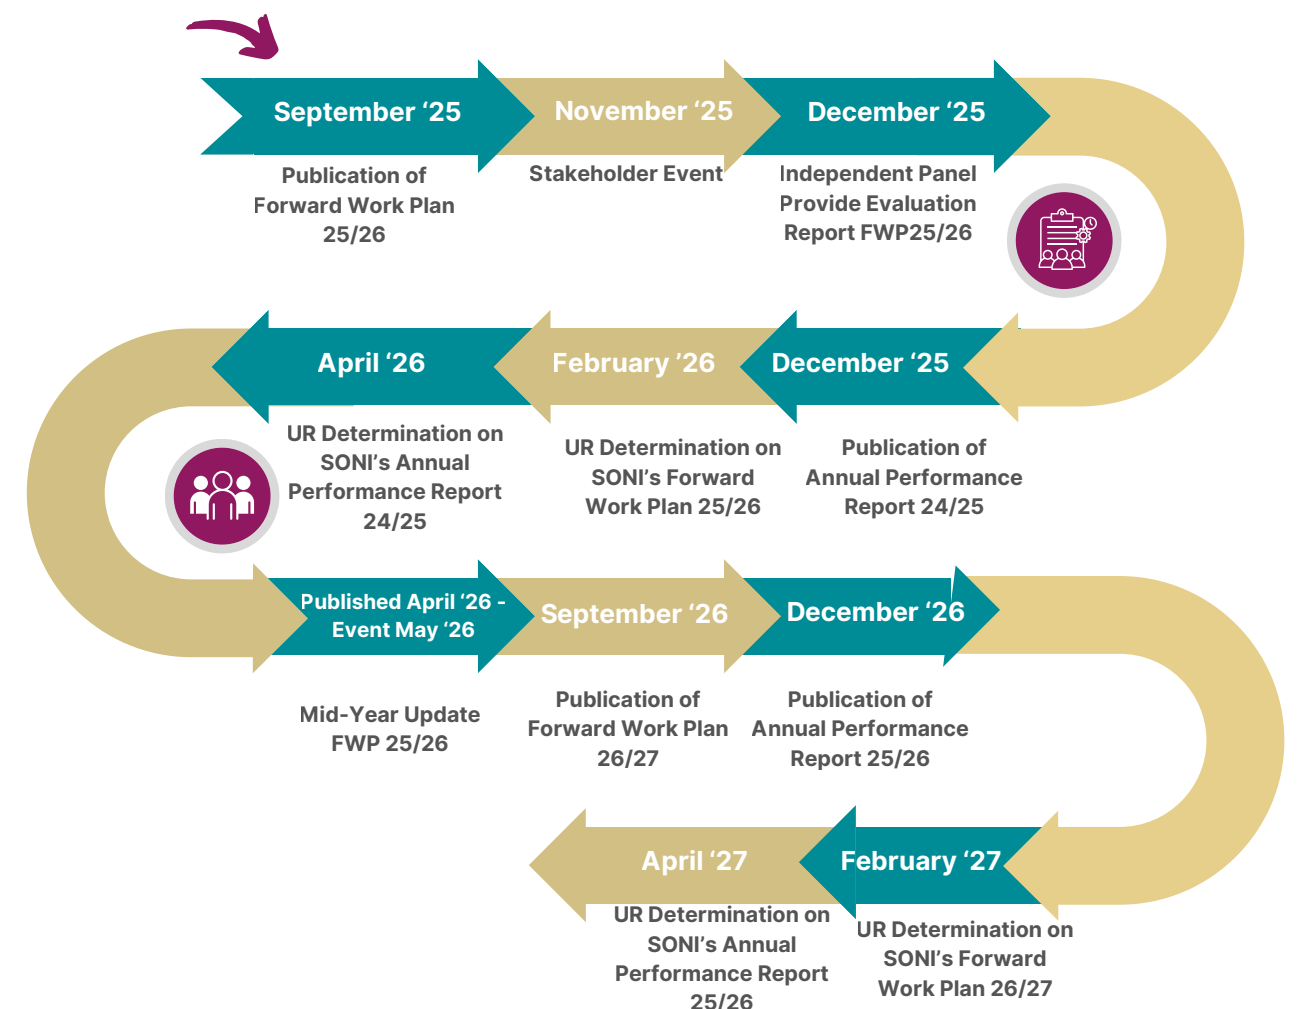 September ‘25
Publication of
Forward Work Plan
25/26
November ‘25
Stakeholder Event
December ‘25
Independent Panel
Provide Evaluation
Report FWP25/26
December ‘25
Publication of
Annual Performance
Report 24/25
February ’26
UR Determination on
SONI’s Forward
Work Plan 25/26
April ‘26
UR Determination on
SONI’s Annual
Performance Report
24/25
Published April ‘26 -
Event May ‘26
Mid-Year Update
FWP 25/26
September ‘26
Publication of
Forward Work Plan
26/27
December ‘26
Publication of
Annual Performance
Report 25/26
February ‘27
UR Determination on
SONI’s Forward
Work Plan 26/27
April ‘27
UR Determination on
SONI’s Annual
Performance Report
25/26